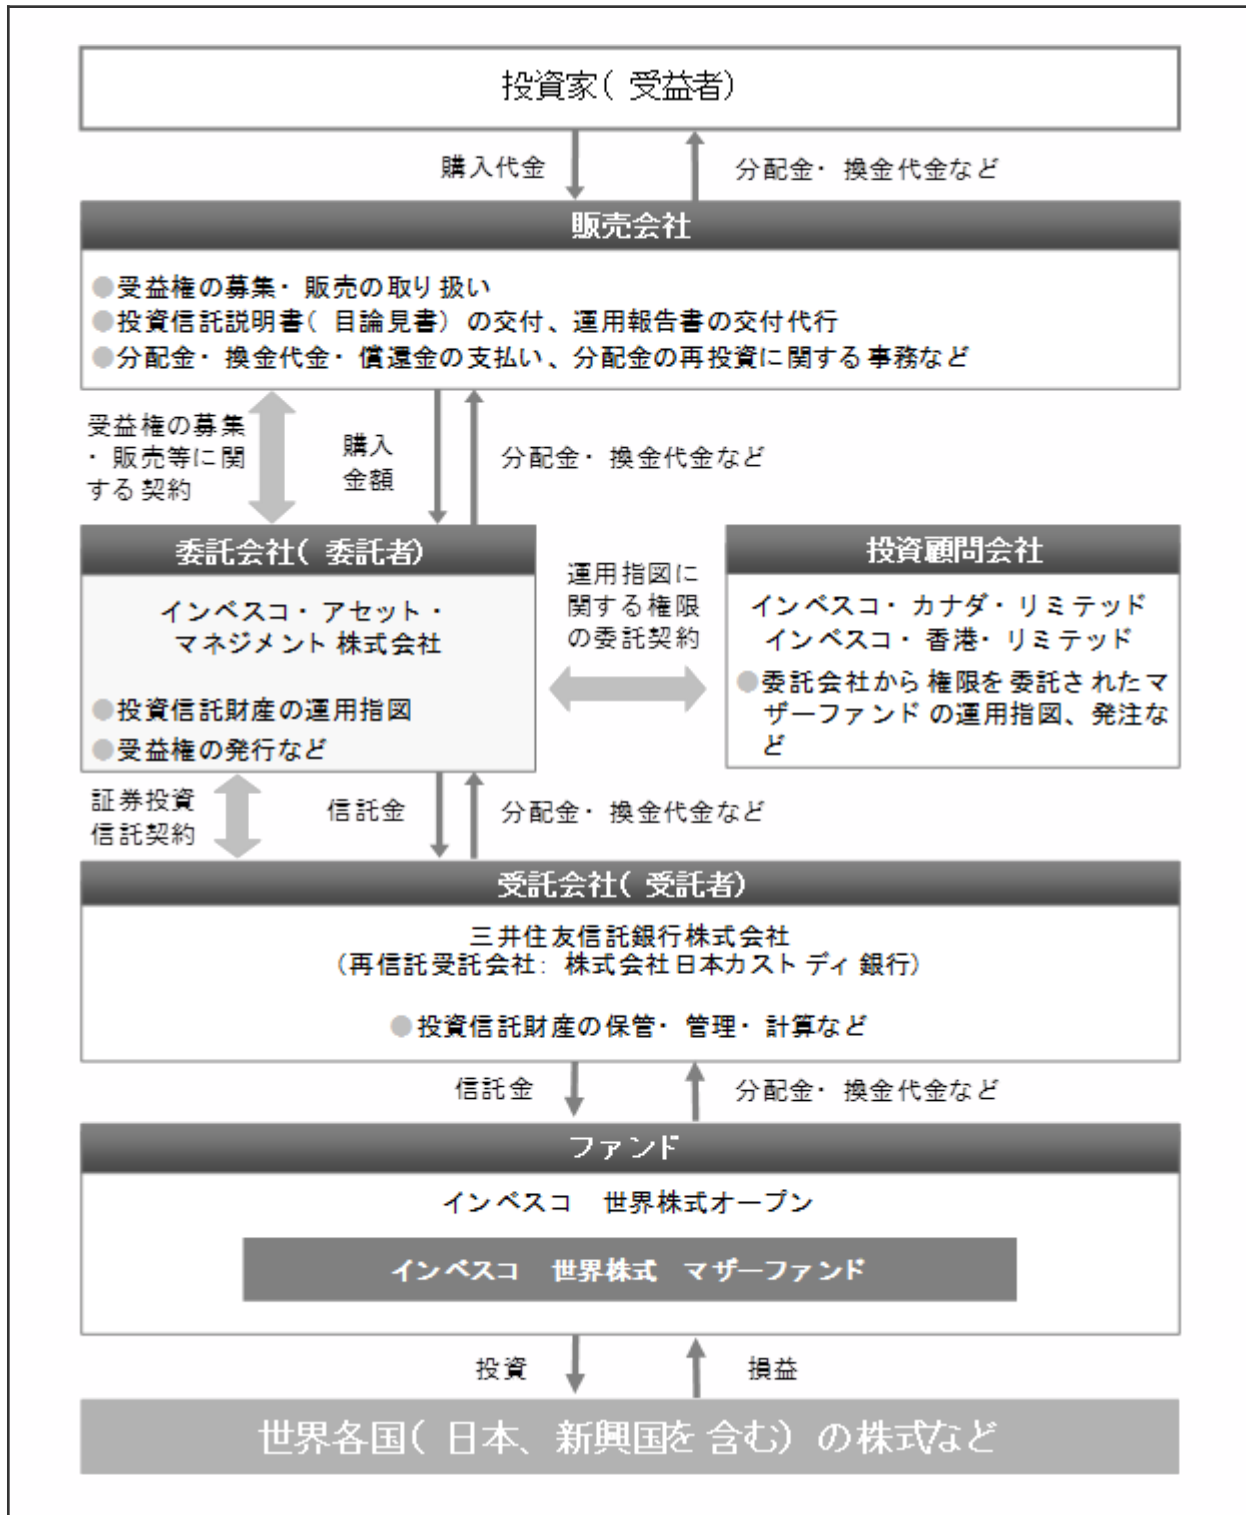 投資家(受益者)
購入代金
分配金・換金代金など
販売会社
●受益権の募集・販売の取り扱い
●投資信託説明書(目論見書)の交付、運用報告書の交付代行
●分配金・換金代金・償還金の支払い、分配金の再投資に関する事務など
受益権の募集
・販売等に関
する契約
購入
金額
分配金・換金代金など
委託会社(委託者)
インベスコ・アセット・
マネジメント株式会社
●投資信託財産の運用指図
●受益権の発行など
運用指図に
関する権限
の委託契約
投資顧問会社
インベスコ・カナダ・リミテッド
インベスコ・香港・リミテッド
●委託会社から権限を委託されたマ
ザーファンドの運用指図、発注な
ど
証券投資
信託契約
信託金
分配金・換金代金など
受託会社(受託者)
三井住友信託銀行株式会社
(再信託受託会社:株式会社日本カストディ銀行)
●投資信託財産の保管・管理・計算など
信託金
分配金・換金代金など
ファンド
インベスコ 世界株式オープン
インベスコ 世界株式 マザーファンド
投資
損益
世界各国(日本、新興国を含む)の株式など